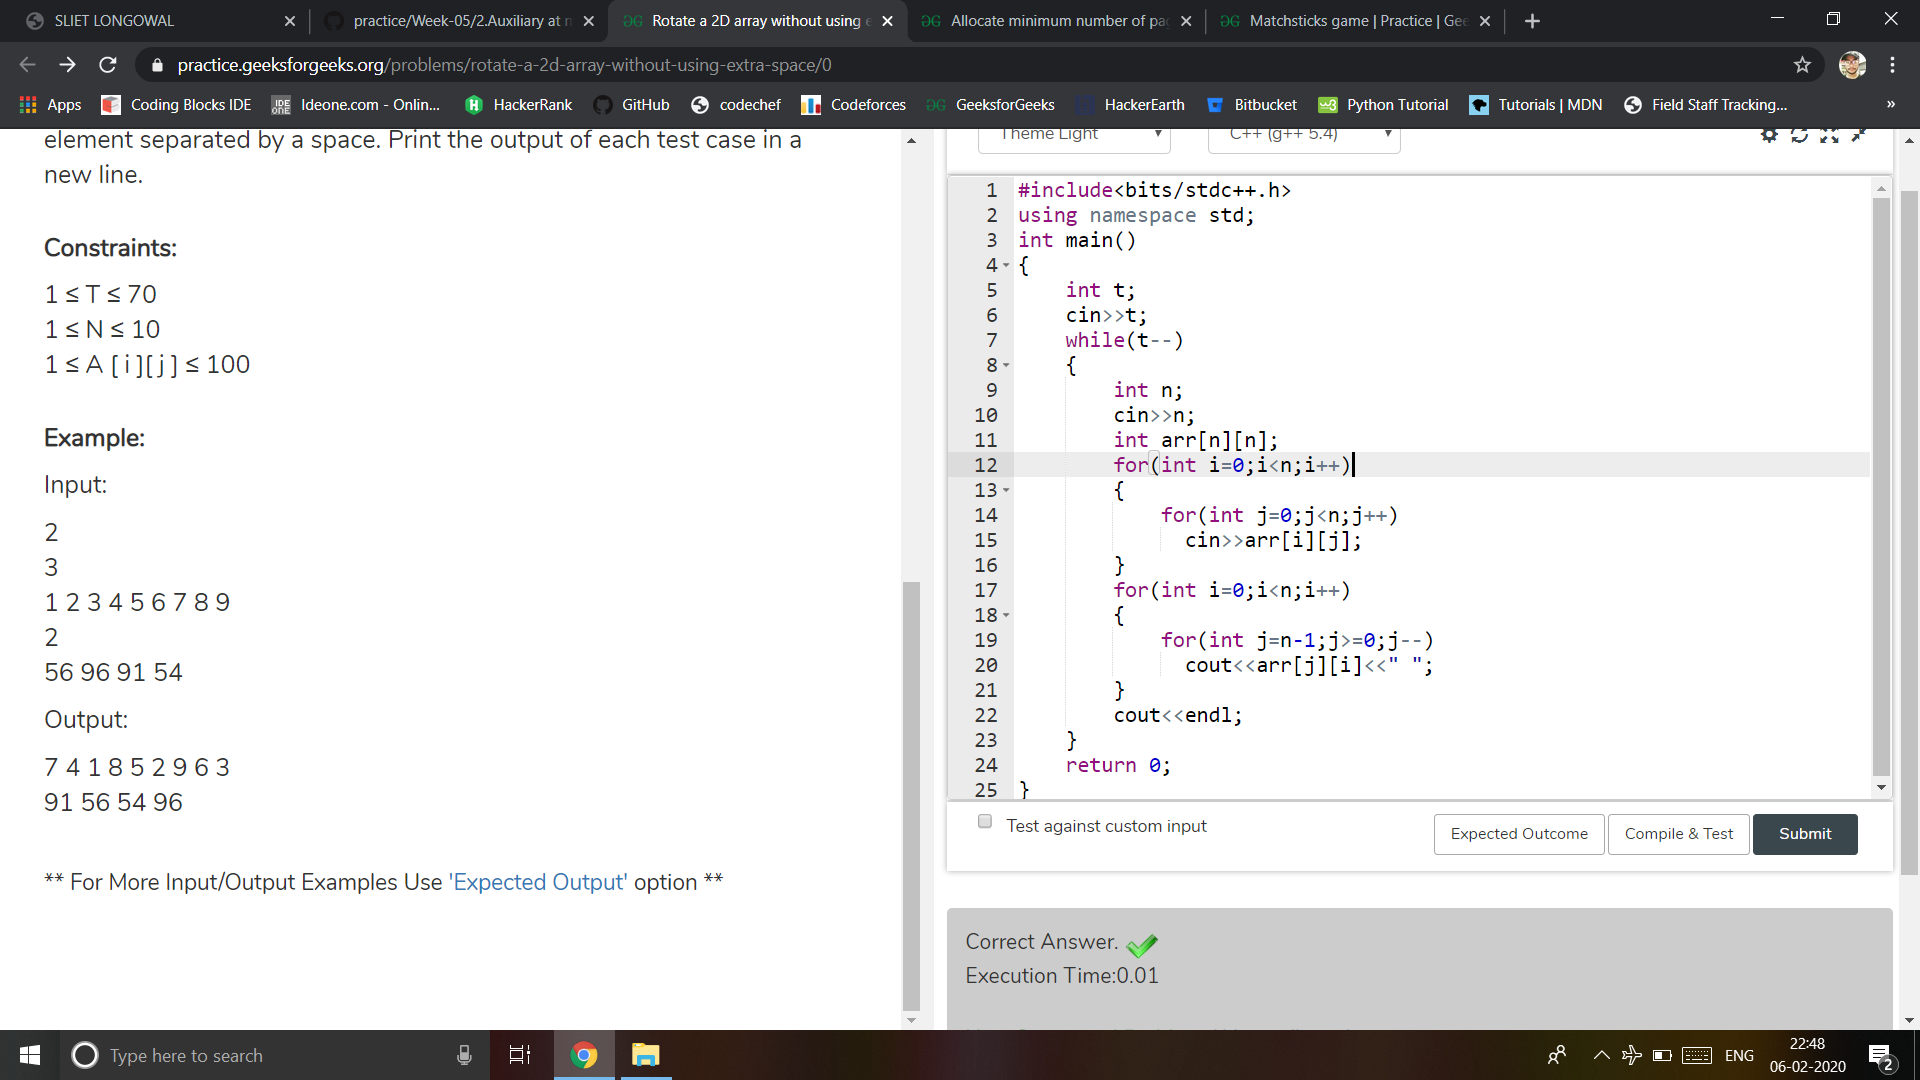 SLIET LONGOWAL
practice/Week-05/2.Auxiliary at
Rotate a 2D array without using
Allocate minimum number of pa
Matchsticks game | Practice | Gee
practice.geeksforgeeks.org/problems/rotate-a-2d-array-without-using-extra-space/0
Apps
Coding Blocks IDE
Ideone.com - Onlin...
HackerRank
GitHub
codechef
Codeforces
GeeksforGeeks
HackerEarth
Bitbucket
Python Tutorial
Tutorials | MDN
Field Staff Tracking...
»
element separated by a space. Print the output of each test case in a
new line.
Constraints:
1 ≤ T ≤ 70
1 ≤ N ≤ 10
1 ≤ A [ i ][ j ] ≤ 100
Example:
Input:
2
3
1 2 3 4 5 6 7 8 9
2
56 96 91 54
Output:
7 4 1 8 5 2 9 6 3
91 56 54 96
** For More Input/Output Examples Use 'Expected Output' option **
Theme Light
C++ (g++ 5.4)
1 #include<bits/stdc++.h>
2 using namespace std;
3 int main()
4 {
5 int t;
6 cin>>t;
7 while(t--)
8 {
9 int n;
10 cin>>n;
11 int arr[n][n];
12 for(int i=0;i<n;i++)
13 {
14 for(int j=0;j<n;j++)
15 cin>>arr[i][j];
16 }
17 for(int i=0;i<n;i++)
18 {
19 for(int j=n-1;j>=0;j--)
20 cout<<arr[j][i]<<" ";
21 }
22 cout<<endl;
23 }
24 return 0;
25 }
Test against custom input
Expected Outcome
Compile & Test
Submit
Correct Answer.
Execution Time:0.01
Type here to search
ENG
22:48
06-02-2020
2